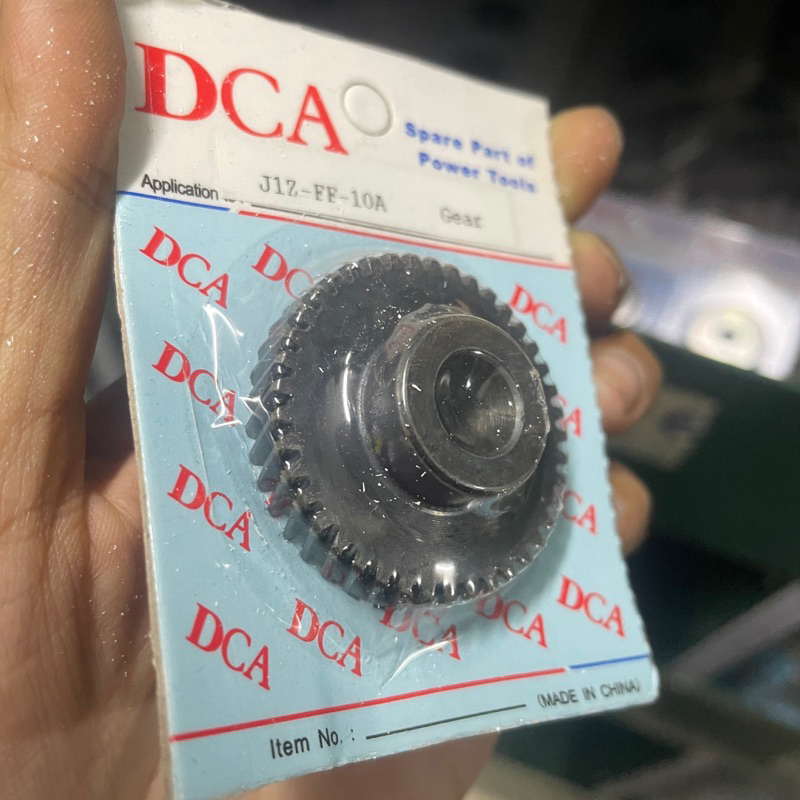 DCA
Spare Part of
Power Tools
Application J1Z-FF-10A Gear
DCA DCA DCA
DCA DCA
DCA DCA
DCA DCA DCA DCA DCA
Item No. :
(MADE IN CHINA)